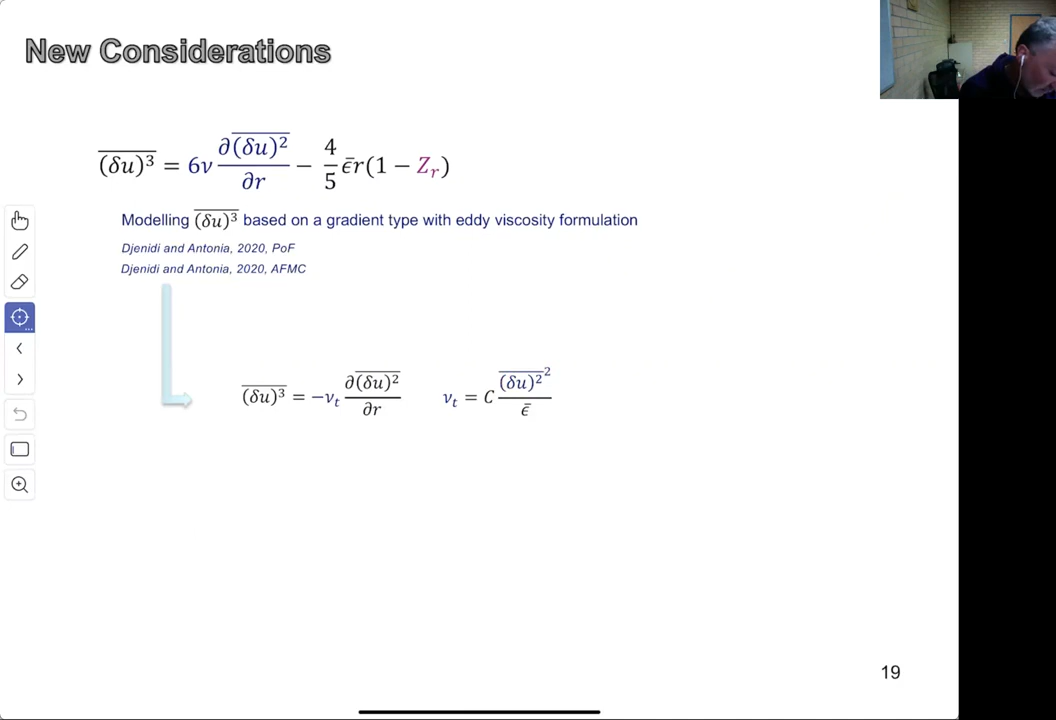 New Considerations
$\overline{(\delta u)^3} = 6\nu \frac{\partial \overline{(\delta u)^2}}{\partial r} - \frac{4}{5} \bar{\epsilon} r (1 - Z_r)$
Modelling $\overline{(\delta u)^3}$ based on a gradient type with eddy viscosity formulation
Djenidi and Antonia, 2020, PoF
Djenidi and Antonia, 2020, AFMC
$\overline{(\delta u)^3} = -\nu_t \frac{\partial \overline{(\delta u)^2}}{\partial r}$ $\nu_t = C \frac{\overline{(\delta u)^2}^2}{\bar{\epsilon}}$
19